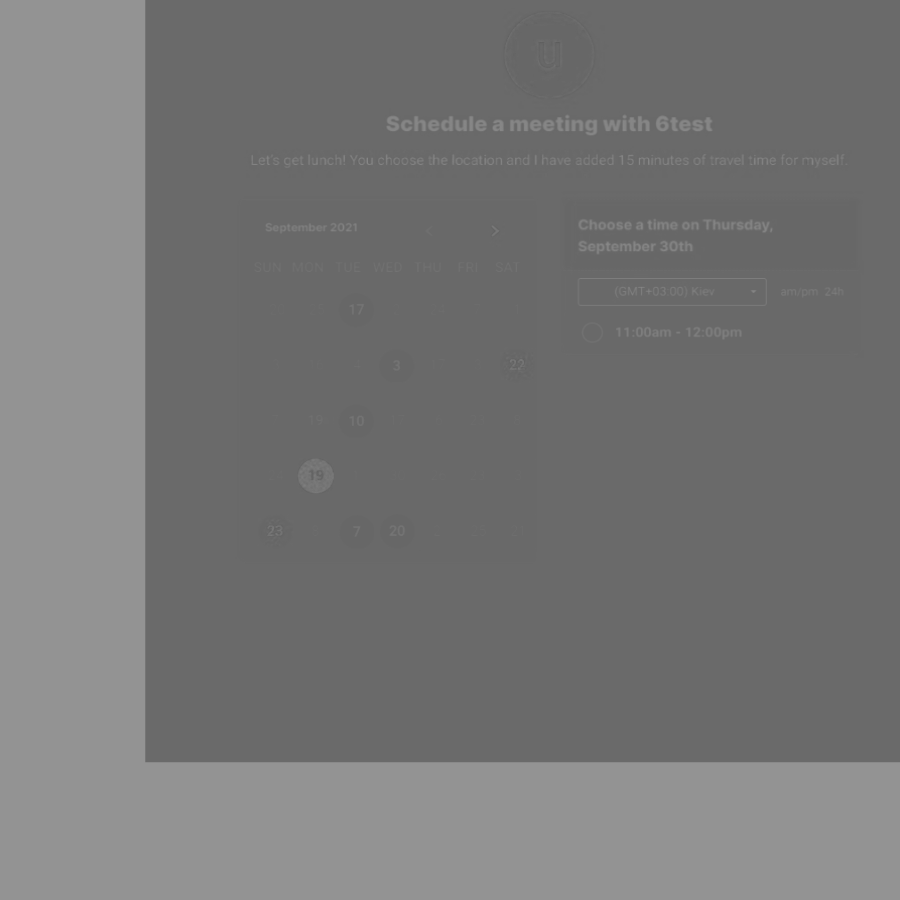 Schedule a meeting with 6test
Let's get lunch! You choose the location and I have added 15 minutes of travel time for myself.
September 2021
SUN MON TUE WED THU FRI SAT
17
3 22
19 10
19
23 7 20
Choose a time on Thursday,
September 30th
(GMT+03:00) Kiev am/pm 24h
11:00am - 12:00pm